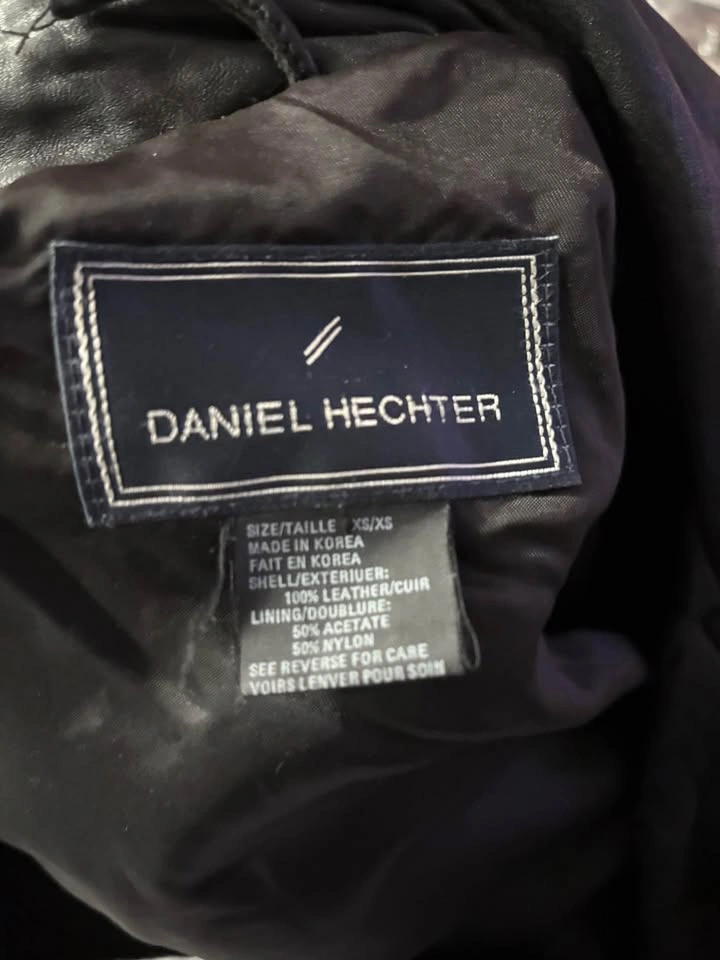 DANIEL HECHTER
SIZE/TAILLE XS/XS
MADE IN KOREA
FAIT EN KOREA
SHELL/EXTERIUER:
100% LEATHER/CUIR
LINING/DOUBLURE:
50% ACETATE
50% NYLON
SEE REVERSE FOR CARE
VOIRS LENVER POUR SOIN